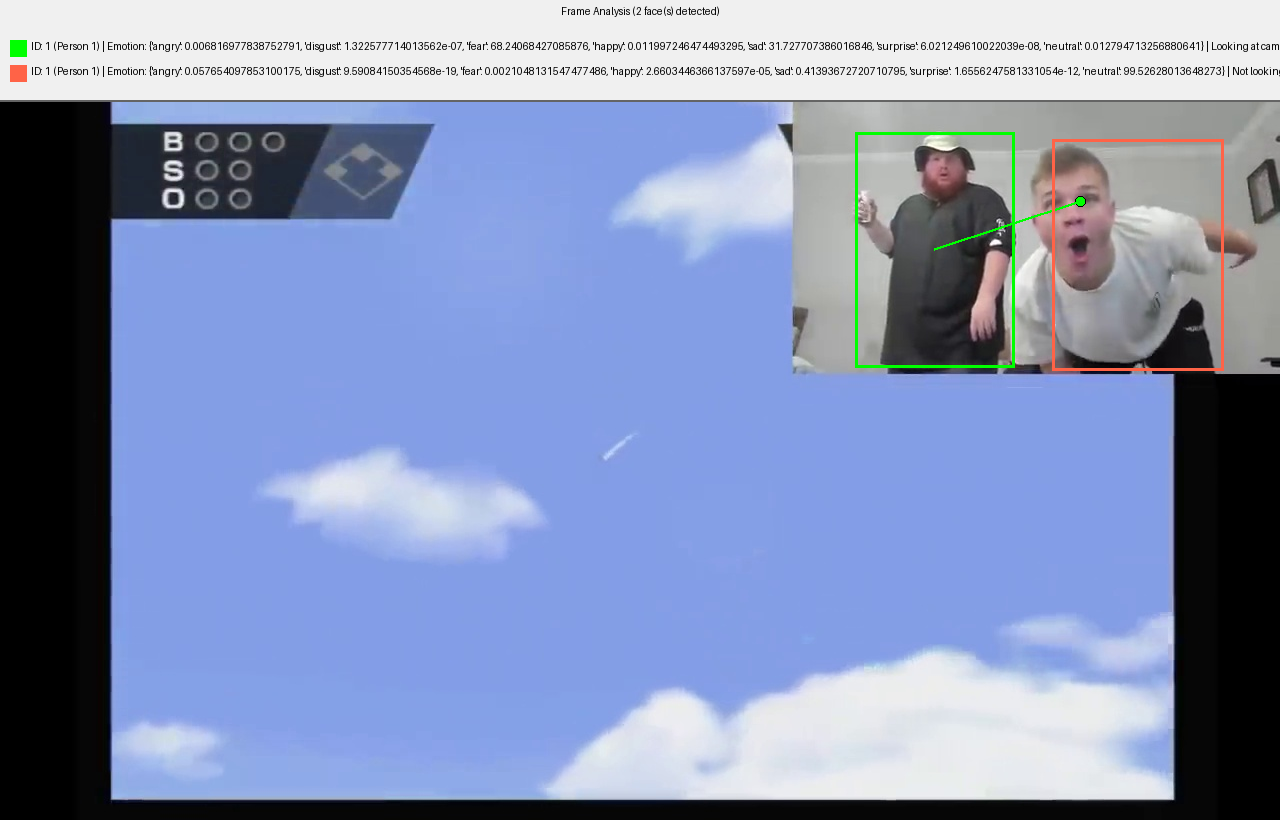 Frame Analysis (2 face(s) detected)
ID: 1 (Person 1) | Emotion: {'angry': 0.006816977838752791, 'disgust': 1.322577714013562e-07, 'fear': 68.24068427085876, 'happy': 0.011997246474493295, 'sad': 31.727707386016846, 'surprise': 6.021249610022039e-08, 'neutral': 0.012794713256880641} | Looking at cam
ID: 1 (Person 1) | Emotion: {'angry': 0.057654097853100175, 'disgust': 9.59084150354568e-19, 'fear': 0.0021048131547477486, 'happy': 2.6603446366137597e-05, 'sad': 0.41393672720710795, 'surprise': 1.6556247581331054e-12, 'neutral': 99.52628013648273} | Not lookin
B
S
O